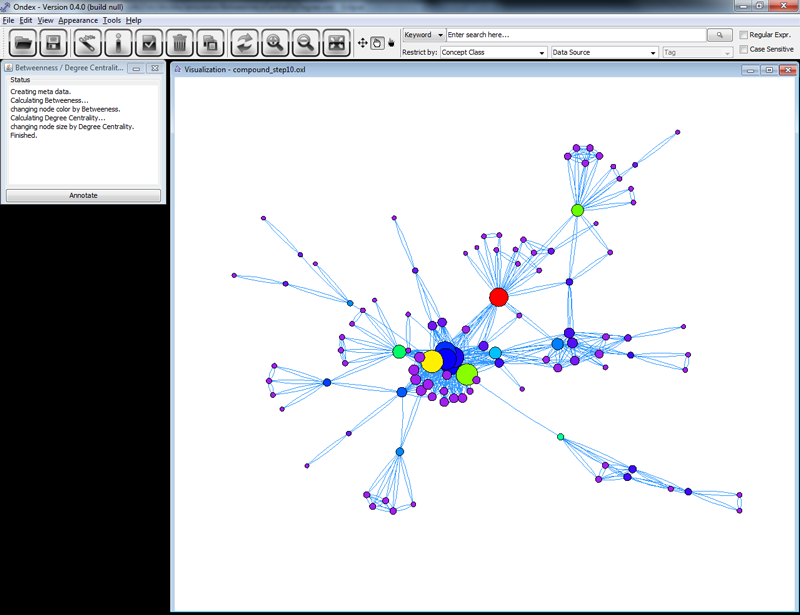 Ondex - Version 0.4.0 (build null)
File Edit View Appearance Tools Help
Keyword Enter search here... Regular Expr.
Restrict by: Concept Class Data Source Tag Case Sensitive
Betweenness / Degree Centralit...
Status
Creating meta data.
Calculating Betweeness...
changing node color by Betweeness.
Calculating Degree Centrality...
changing node size by Degree Centrality.
Finished.
Annotate
Visualization - compound_step10.oxl